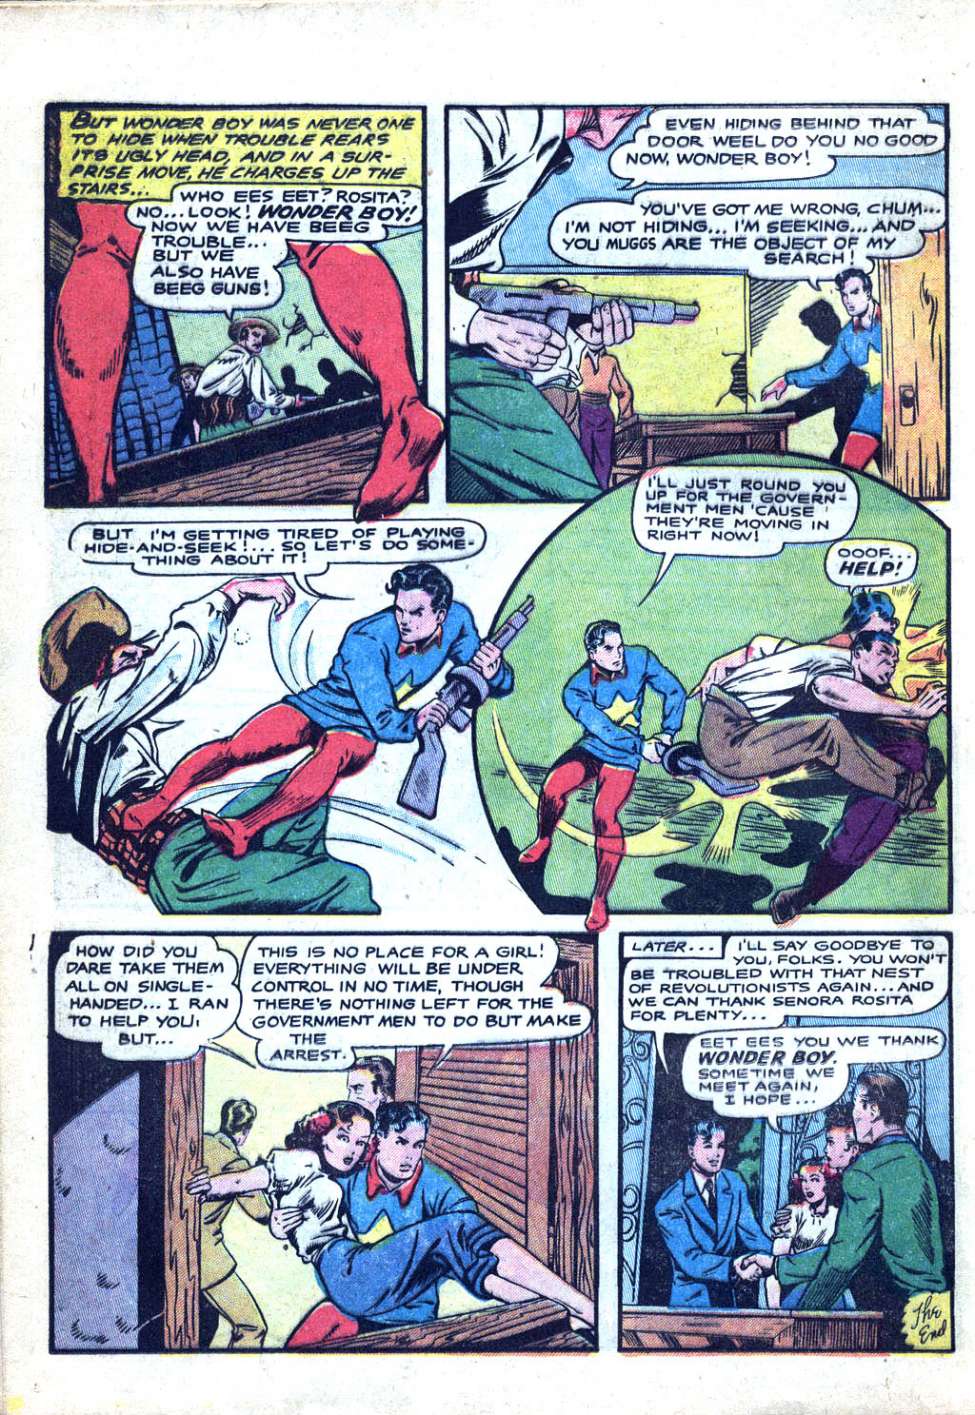 BUT WONDER BOY WAS NEVER ONE
TO HIDE WHEN TROUBLE REARS
ITS UGLY HEAD, AND IN A SUR-
PRISE MOVE, HE CHARGES UP THE
STAIRS...
WHO EES EET? ROSITA?
NO...LOOK! WONDER BOY!
NOW WE HAVE BEEG
TROUBLE...
BUT WE
ALSO HAVE
BEEG GUNS!
EVEN HIDING BEHIND THAT
DOOR WEEL DO YOU NO GOOD
NOW, WONDER BOY!
YOU'VE GOT ME WRONG, CHUM...
I'M NOT HIDING... I'M SEEKING...AND
YOU MUGGS ARE THE OBJECT OF MY
SEARCH!
BUT I'M GETTING TIRED OF PLAYING
HIDE-AND-SEEK!...SO LET'S DO SOME-
THING ABOUT IT!
I'LL JUST ROUND YOU
UP FOR THE GOVERN-
MENT MEN 'CAUSE
THEY'RE MOVING IN
RIGHT NOW!
OOOF...
HELP!
HOW DID YOU
DARE TAKE THEM
ALL ON SINGLE-
HANDED... I RAN
TO HELP YOU,
BUT...
THIS IS NO PLACE FOR A GIRL!
EVERYTHING WILL BE UNDER
CONTROL IN NO TIME, THOUGH
THERE'S NOTHING LEFT FOR THE
GOVERNMENT MEN TO DO BUT MAKE
THE
ARREST.
LATER...
I'LL SAY GOODBYE TO
YOU, FOLKS. YOU WON'T
BE TROUBLED WITH THAT NEST
OF REVOLUTIONISTS AGAIN...AND
WE CAN THANK SENORA ROSITA
FOR PLENTY...
EET EES YOU WE THANK
WONDER BOY.
SOMETIME WE
MEET AGAIN,
I HOPE...
The
End